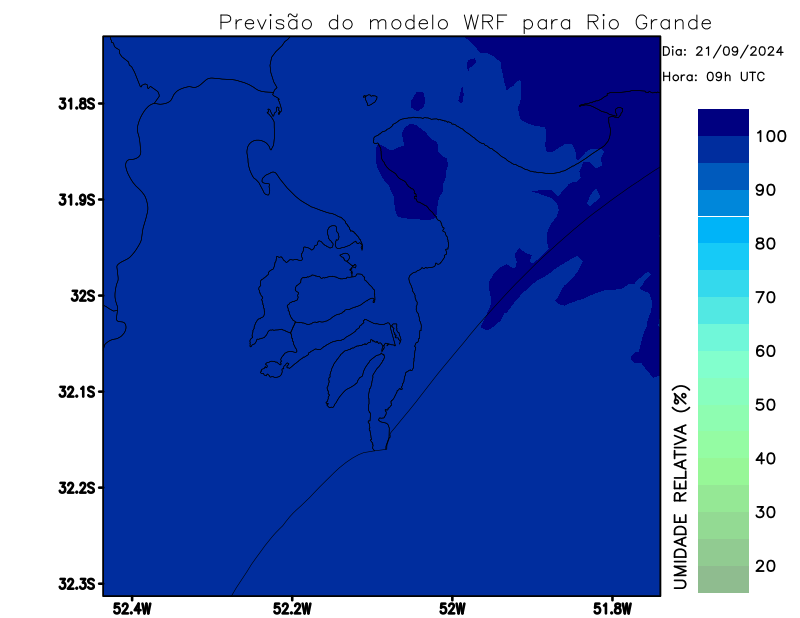 Previsão do modelo WRF para Rio Grande
Dia: 21/09/2024
Hora: 09h UTC
31.8S
31.9S
32S
32.1S
32.2S
32.3S
52.4W
52.2W
52W
51.8W
100
90
80
70
60
50
40
30
20
UMIDADE RELATIVA (%)